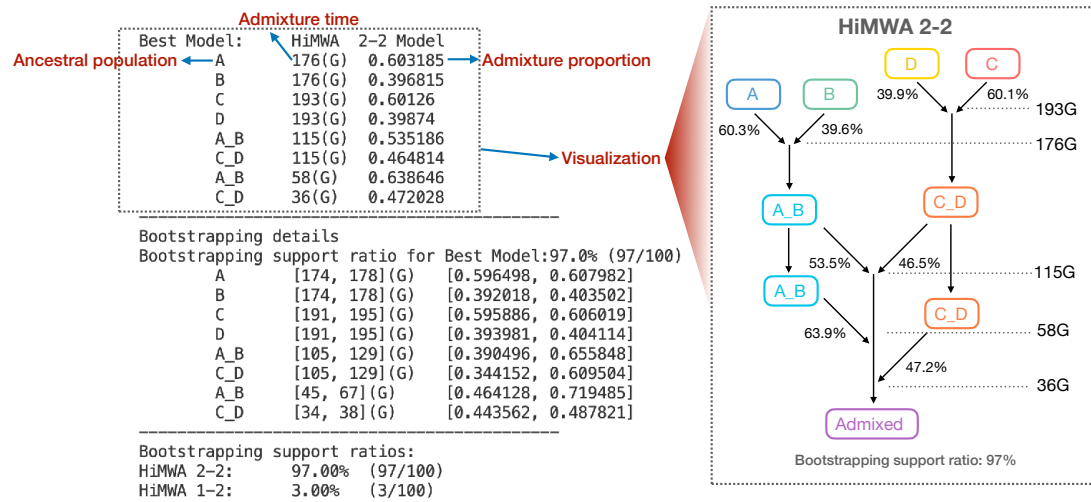 Admixture time
Best Model: HiMWA 2-2 Model
Ancestral population
A 176(G) 0.603185
Admixture proportion
B 176(G) 0.396815
C 193(G) 0.60126
D 193(G) 0.39874
A_B 115(G) 0.535186
C_D 115(G) 0.464814
Visualization
A_B 58(G) 0.638646
C_D 36(G) 0.472028
Bootstrapping details
Bootstrapping support ratio for Best Model:97.0% (97/100)
A [174, 178](G) [0.596498, 0.607982]
B [174, 178](G) [0.392018, 0.403502]
C [191, 195](G) [0.595886, 0.606019]
D [191, 195](G) [0.393981, 0.404114]
A_B [105, 129](G) [0.390496, 0.655848]
C_D [105, 129](G) [0.344152, 0.609504]
A_B [45, 67](G) [0.464128, 0.719485]
C_D [34, 38](G) [0.443562, 0.487821]
Bootstrapping support ratios:
HiMWA 2-2: 97.00% (97/100)
HiMWA 1-2: 3.00% (3/100)
HiMWA 2-2
D C
A B
39.9% 60.1%
193G
60.3% 39.6%
176G
A_B
C_D
53.5% 46.5%
115G
A_B
C_D
63.9%
58G
47.2%
36G
Admixed
Bootstrapping support ratio: 97%